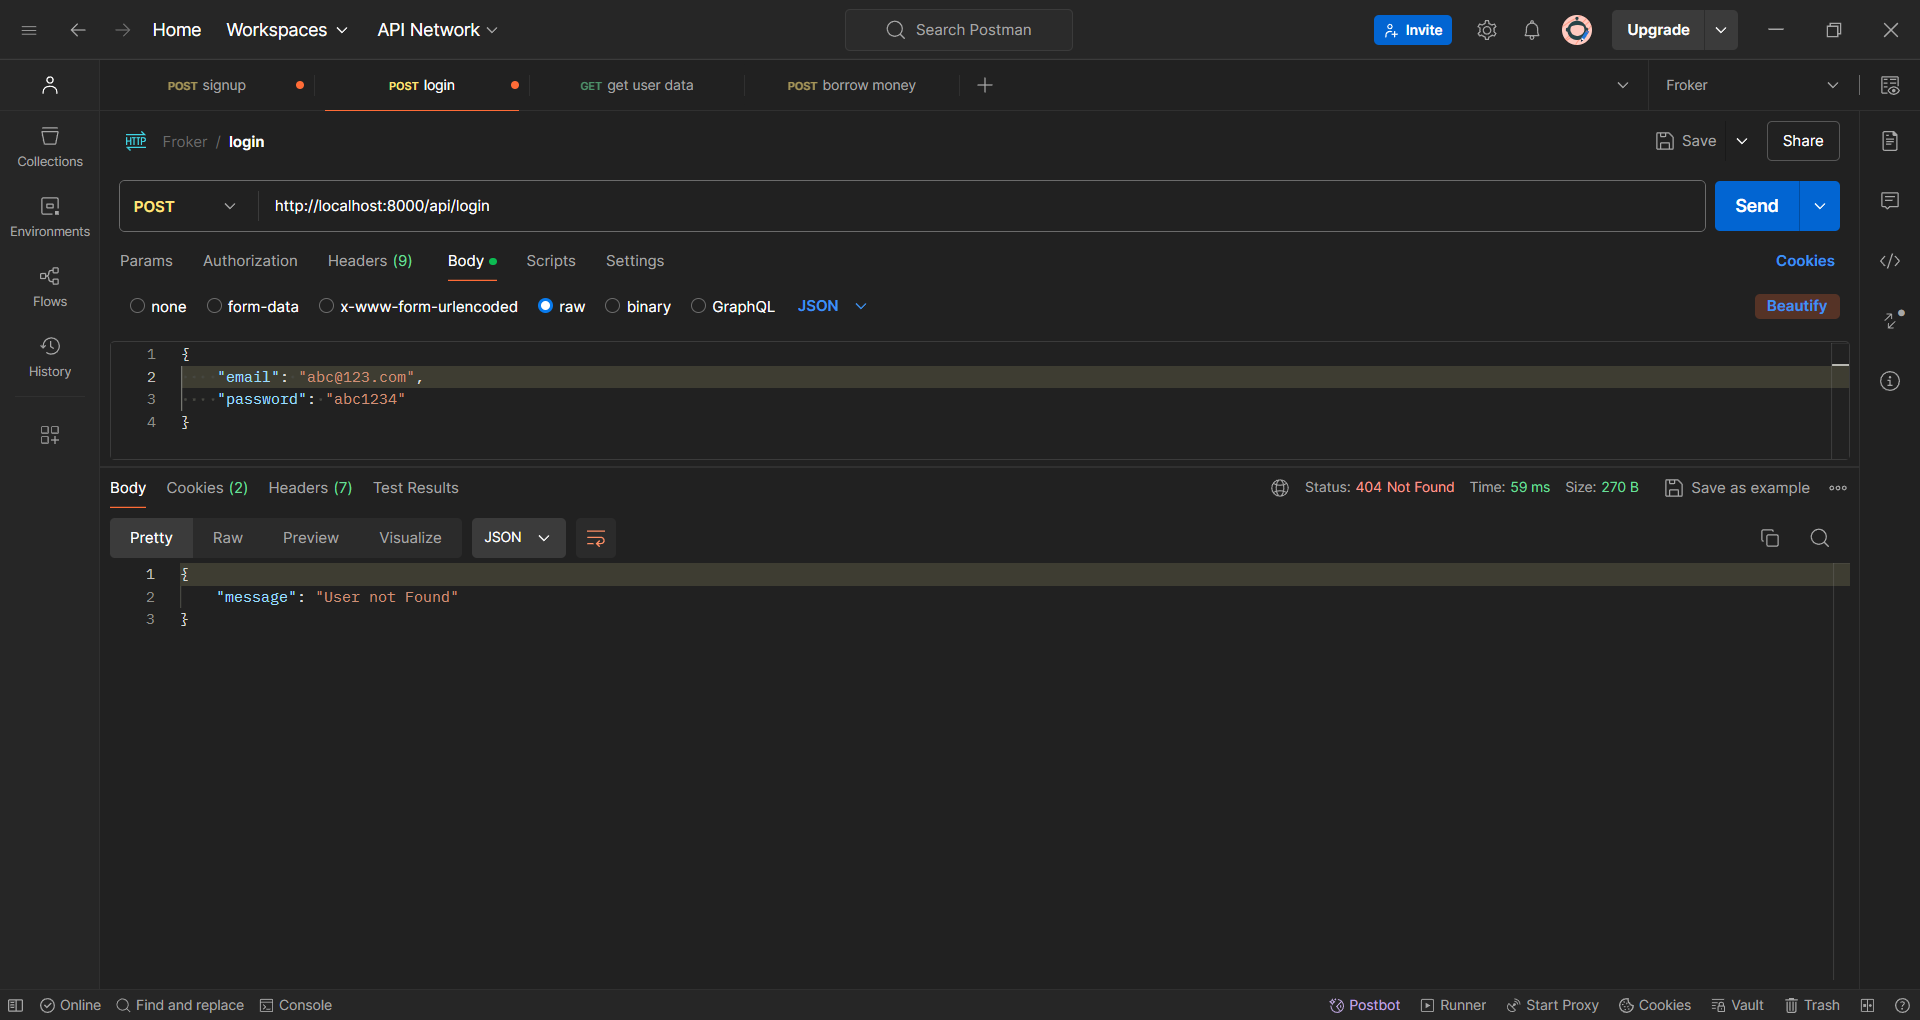 Home Workspaces API Network Search Postman Invite Upgrade
POST signup POST login GET get user data POST borrow money Froker
HTTP Froker / login Save Share
Collections
Environments
Flows
History
POST http://localhost:8000/api/login Send
Params Authorization Headers (9) Body Scripts Settings Cookies
none form-data x-www-form-urlencoded raw binary GraphQL JSON Beautify
1 {
2 "email": "abc@123.com",
3 "password": "abc1234"
4 }
Body Cookies (2) Headers (7) Test Results Status: 404 Not Found Time: 59 ms Size: 270 B Save as example
Pretty Raw Preview Visualize JSON
1 {
2 "message": "User not Found"
3 }
Online Find and replace Console Postbot Runner Start Proxy Cookies Vault Trash